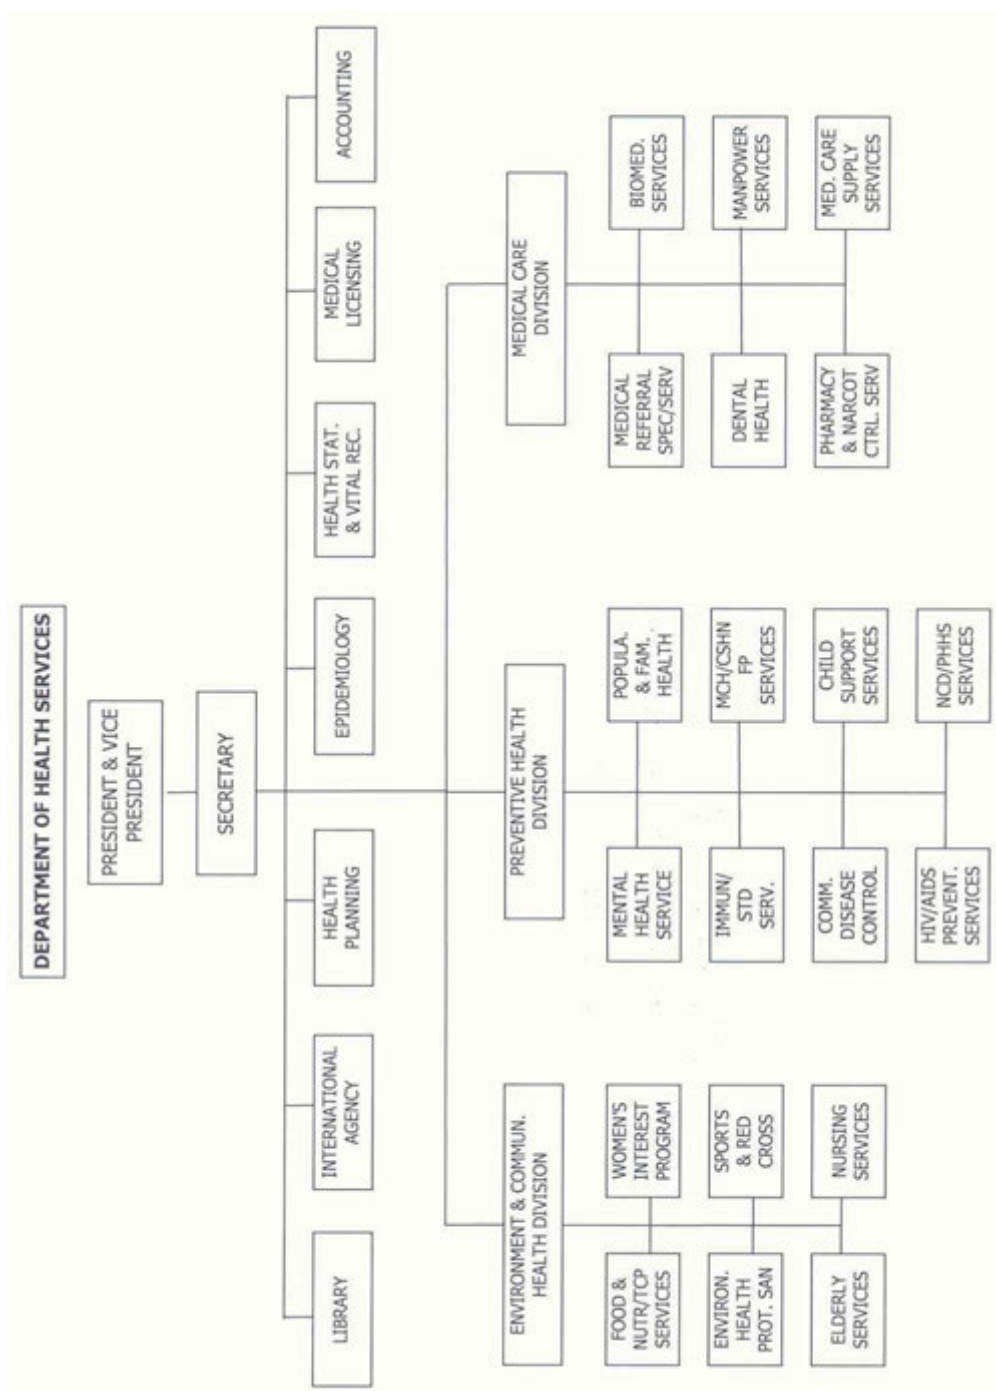 DEPARTMENT OF HEALTH SERVICES
PRESIDENT & VICE
PRESIDENT
SECRETARY
LIBRARY
INTERNATIONAL
AGENCY
HEALTH
PLANNING
EPIDEMIOLOGY
HEALTH STAT.
& VITAL REC.
MEDICAL
LICENSING
ACCOUNTING
ENVIRONMENT & COMMUN.
HEALTH DIVISION
FOOD &
NUTR/TCP
SERVICES
WOMEN'S
INTEREST
PROGRAM
ENVIRON.
HEALTH
PROT. SAN
SPORTS
& RED
CROSS
ELDERLY
SERVICES
NURSING
SERVICES
PREVENTIVE HEALTH
DIVISION
MENTAL
HEALTH
SERVICE
POPULA.
& FAM.
HEALTH
IMMUN/
STD
SERV.
MCH/CSHN
FP
SERVICES
COMM.
DISEASE
CONTROL
CHILD
SUPPORT
SERVICES
HIV/AIDS
PREVENT.
SERVICES
NCD/PHHS
SERVICES
MEDICAL CARE
DIVISION
MEDICAL
REFERRAL
SPEC/SERV
BIOMED.
SERVICES
DENTAL
HEALTH
MANPOWER
SERVICES
PHARMACY
& NARCOT
CTRL. SERV
MED. CARE
SUPPLY
SERVICES